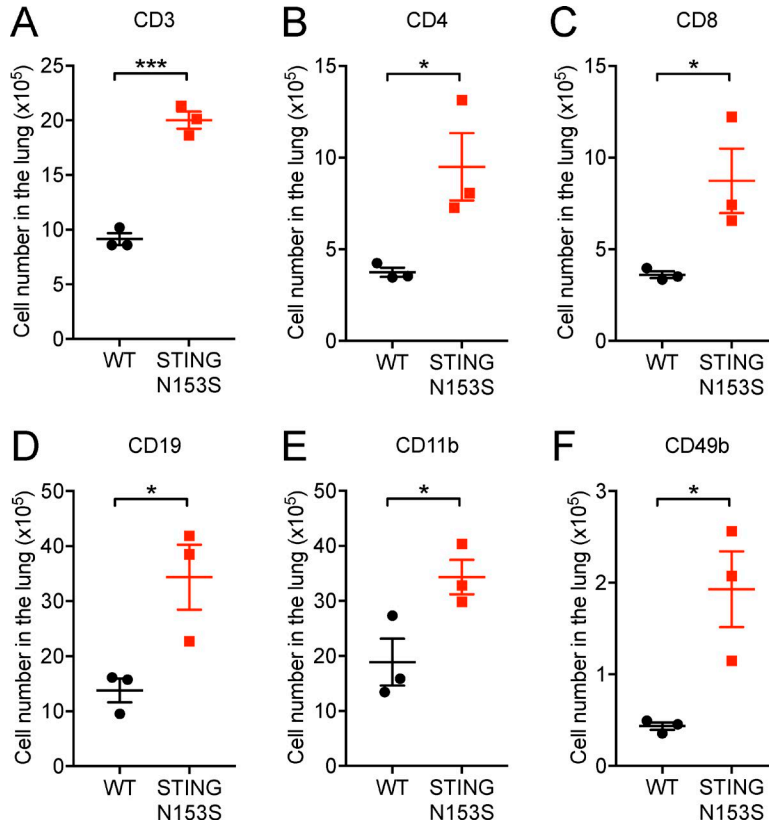 A
CD3
Cell number in the lung (x10⁵)
25
20
15
10
5
0
***
WT
STING
N153S
B
CD4
Cell number in the lung (x10⁵)
15
10
5
0
*
WT
STING
N153S
C
CD8
Cell number in the lung (x10⁵)
15
10
5
0
*
WT
STING
N153S
D
CD19
Cell number in the lung (x10⁵)
50
40
30
20
10
0
*
WT
STING
N153S
E
CD11b
Cell number in the lung (x10⁵)
50
40
30
20
10
0
*
WT
STING
N153S
F
CD49b
Cell number in the lung (x10⁵)
3
2
1
0
*
WT
STING
N153S